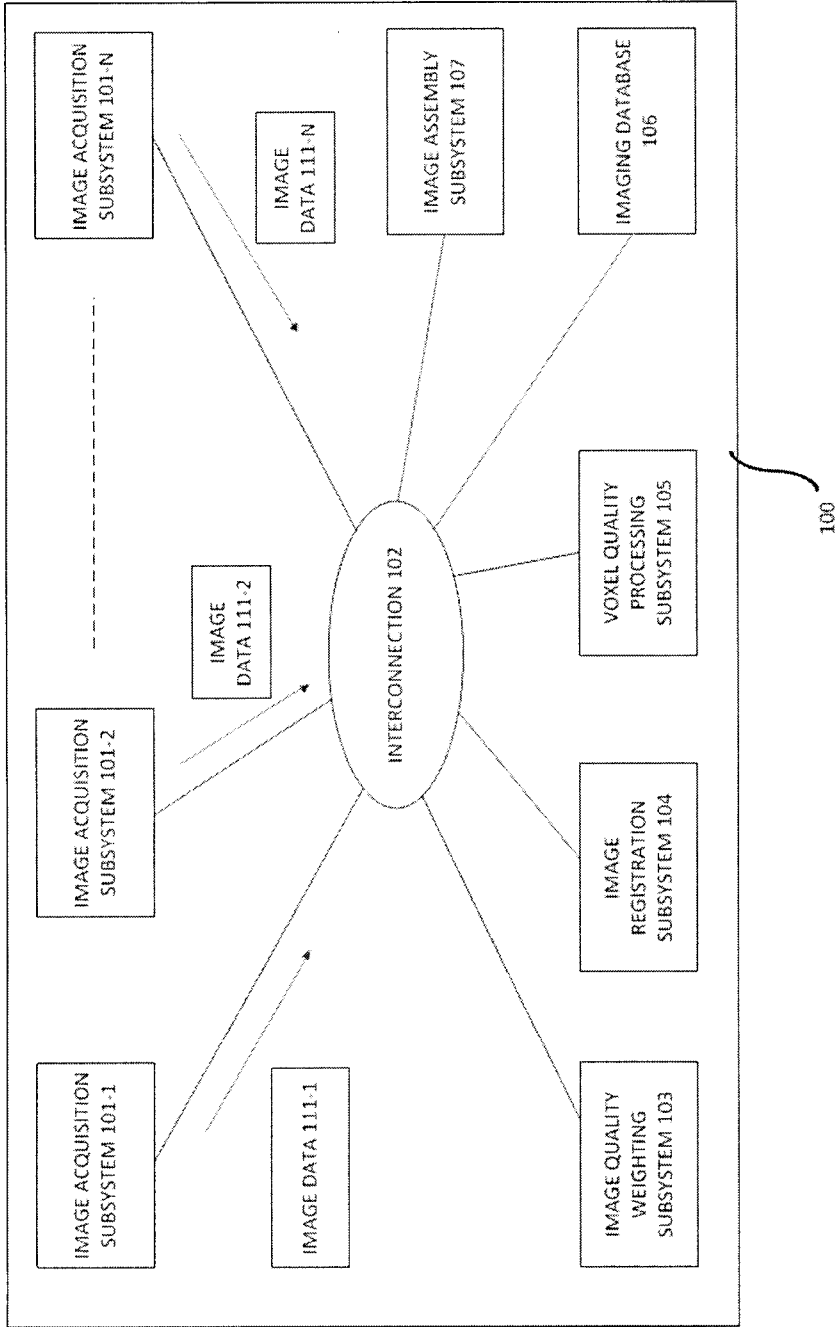 IMAGE ACQUISITION
SUBSYSTEM 101-1
IMAGE ACQUISITION
SUBSYSTEM 101-2
IMAGE ACQUISITION
SUBSYSTEM 101-N
IMAGE DATA 111-1
IMAGE
DATA 111-2
IMAGE
DATA 111-N
INTERCONNECTION 102
IMAGE ASSEMBLY
SUBSYSTEM 107
IMAGE QUALITY
WEIGHTING
SUBSYSTEM 103
IMAGE
REGISTRATION
SUBSYSTEM 104
VOXEL QUALITY
PROCESSING
SUBSYSTEM 105
IMAGING DATABASE
106
100